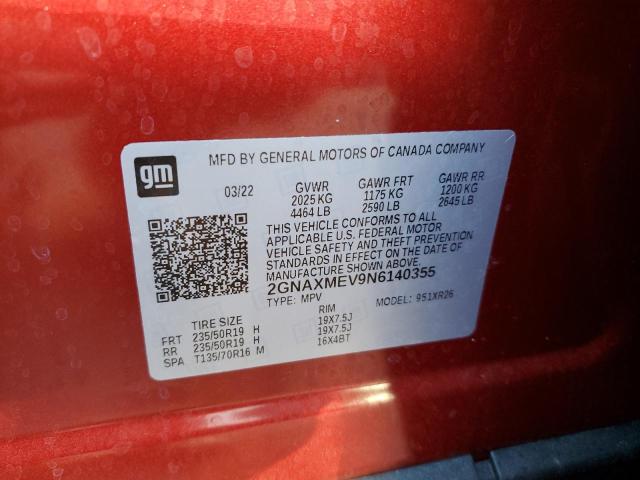 gm
MFD BY GENERAL MOTORS OF CANADA COMPANY
03/22 GVWR GAWR FRT GAWR RR
2025 KG 1175 KG 1200 KG
4464 LB 2590 LB 2645 LB
THIS VEHICLE CONFORMS TO ALL
APPLICABLE U.S. FEDERAL MOTOR
VEHICLE SAFETY AND THEFT PREVENTION
STANDARDS IN EFFECT ON THE DATE OF
MANUFACTURE SHOWN ABOVE.
2GNAXMEV9N6140355
TYPE: MPV MODEL: 951XR26
TIRE SIZE RIM
FRT 235/50R19 H 19X7.5J
RR 235/50R19 H 19X7.5J
SPA T135/70R16 M 16X4BT